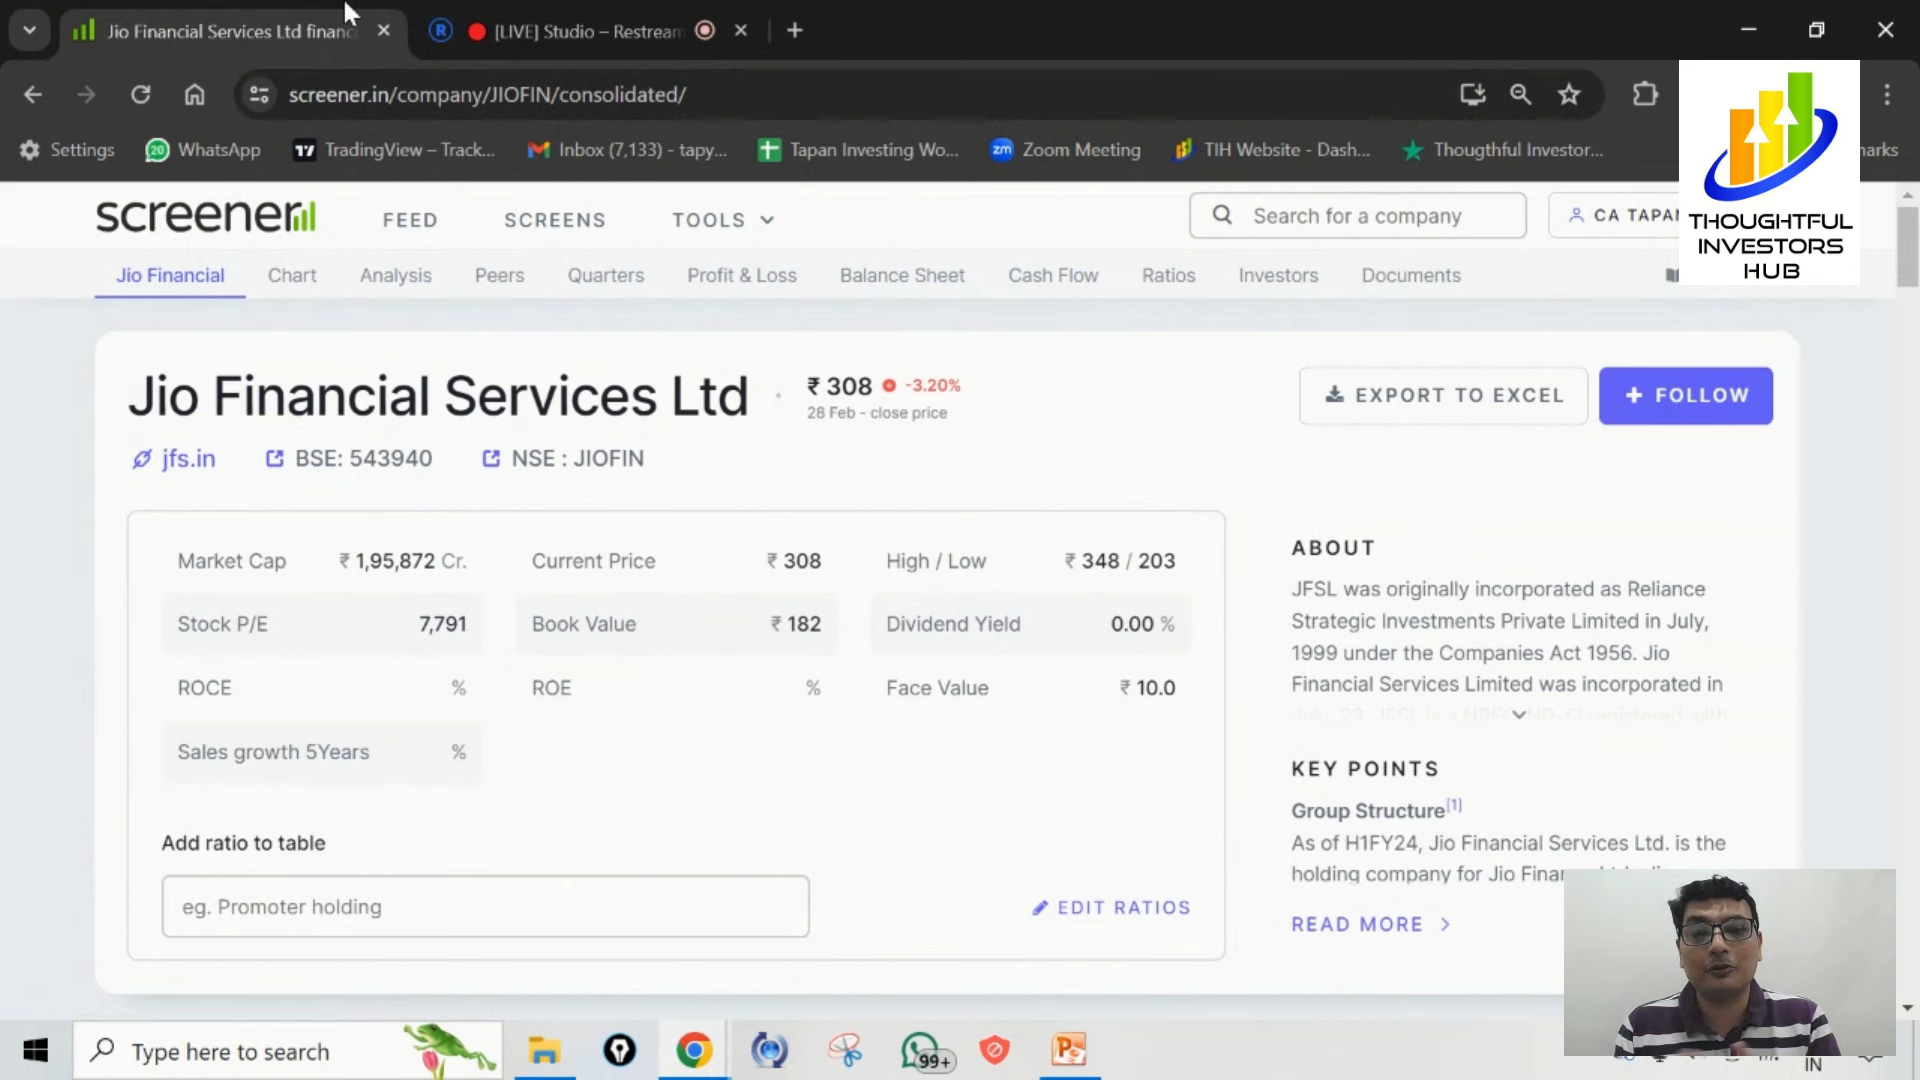 Jio Financial Services Ltd financ
[LIVE] Studio – Restream
screener.in/company/JIOFIN/consolidated/
Settings
20
WhatsApp
TradingView – Track...
Inbox (7,133) - tapy...
Tapan Investing Wo...
zm
Zoom Meeting
TIH Website - Dash...
Thougthful Investor...
THOUGHTFUL
INVESTORS
HUB
screener
FEED
SCREENS
TOOLS
Search for a company
CA TAPAN
Jio Financial
Chart
Analysis
Peers
Quarters
Profit & Loss
Balance Sheet
Cash Flow
Ratios
Investors
Documents
Jio Financial Services Ltd
₹ 308 -3.20%
28 Feb - close price
EXPORT TO EXCEL
+ FOLLOW
jfs.in
BSE: 543940
NSE : JIOFIN
Market Cap ₹ 1,95,872 Cr.
Current Price ₹ 308
High / Low ₹ 348 / 203
Stock P/E 7,791
Book Value ₹ 182
Dividend Yield 0.00 %
ROCE %
ROE %
Face Value ₹ 10.0
Sales growth 5Years %
Add ratio to table
eg. Promoter holding
EDIT RATIOS
ABOUT
JFSL was originally incorporated as Reliance
Strategic Investments Private Limited in July,
1999 under the Companies Act 1956. Jio
Financial Services Limited was incorporated in
KEY POINTS
Group Structure[1]
As of H1FY24, Jio Financial Services Ltd. is the
holding company for Jio
READ MORE
Type here to search
99+
IN